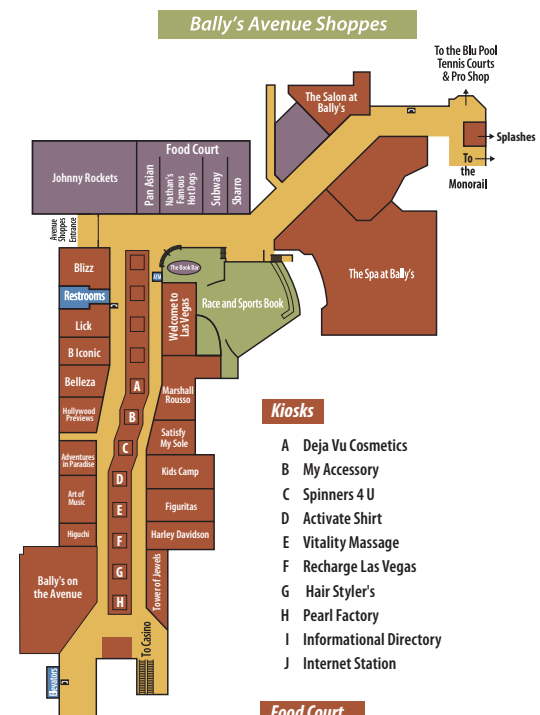 Bally's Avenue Shoppes
To the Blu Pool
Tennis Courts
& Pro Shop
The Salon at
Bally's
Splashes
To
the
Monorail
Food Court
Johnny Rockets
Pan Asian
Nathan's
Famous
Hot Dogs
Subway
Sbarro
Avenue
Shoppes
Entrance
The Book Bar
ATM
Blizz
Restrooms
The Spa at Bally's
Race and Sports Book
Welcome to
Las Vegas
Lick
B Iconic
Belleza
A
Marshall
Rousso
Hollywood
Previews
B
Satisfy
My Sole
C
Adventures
in Paradise
Kids Camp
D
Art of
Music
Figuritas
E
Higuchi
F
Harley Davidson
G
Tower of Jewels
Bally's on
the Avenue
H
To Casino
Elevators
Kiosks
A Deja Vu Cosmetics
B My Accessory
C Spinners 4 U
D Activate Shirt
E Vitality Massage
F Recharge Las Vegas
G Hair Styler's
H Pearl Factory
I Informational Directory
J Internet Station
Food Court